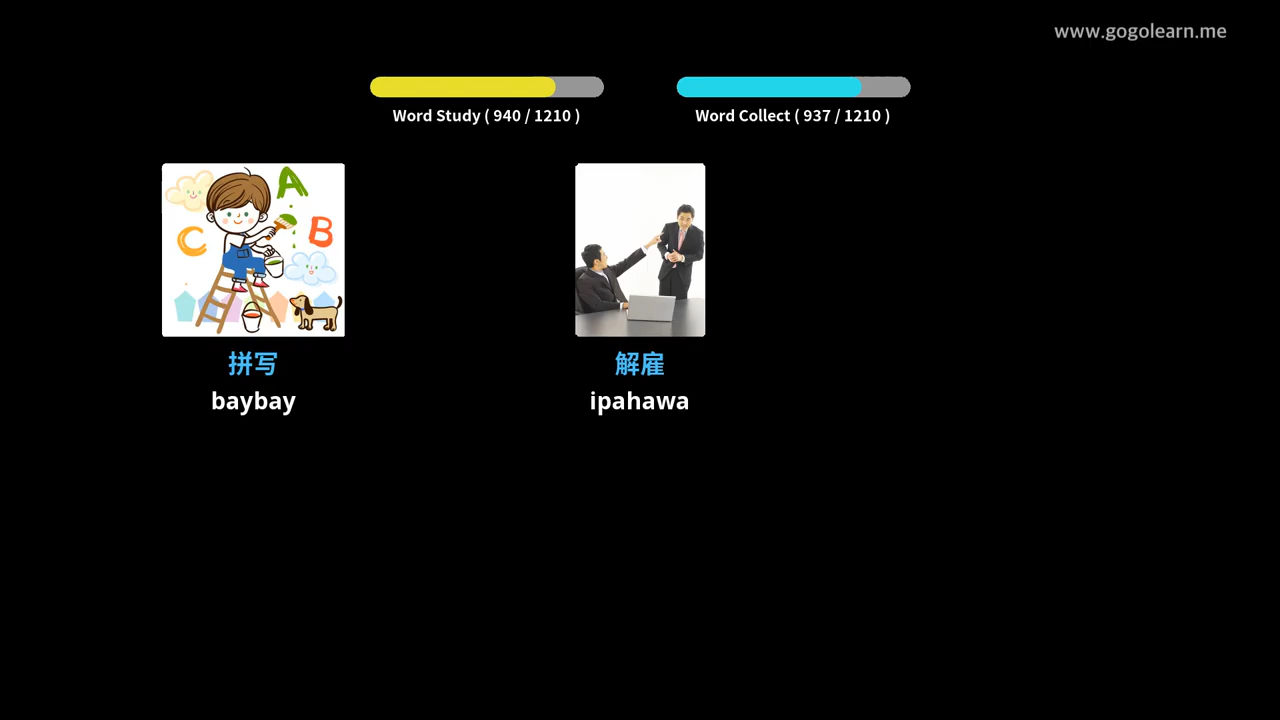 www.gogolearn.me
Word Study ( 940 / 1210 )
Word Collect ( 937 / 1210 )
A
B
C
拼写
baybay
解雇
ipahawa